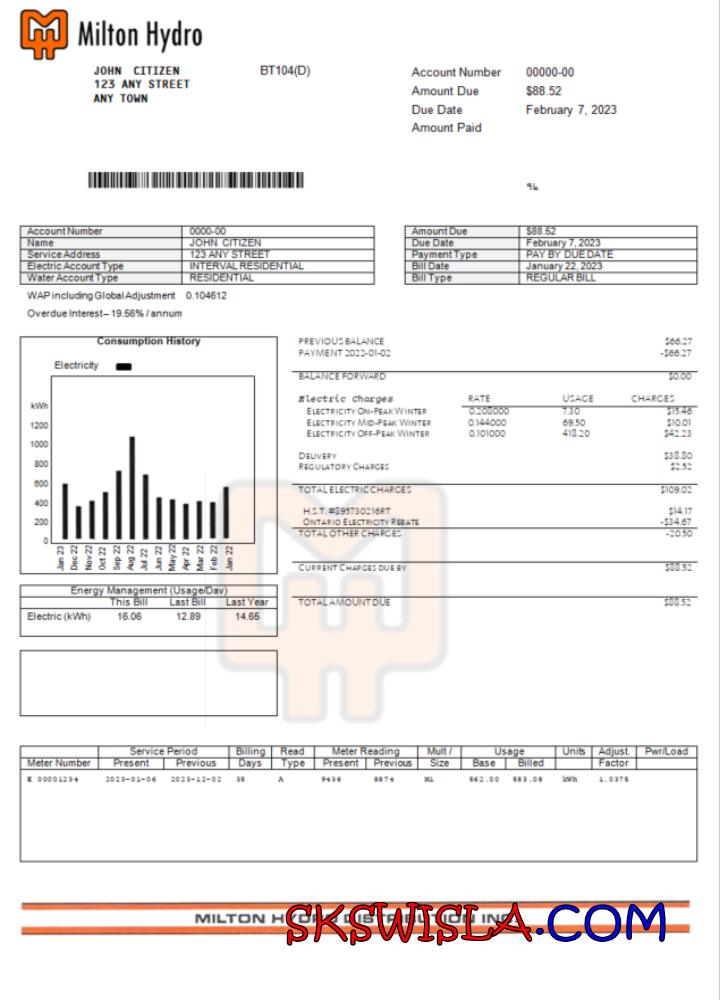 Milton Hydro
JOHN CITIZEN BT104(D)
123 ANY STREET
ANY TOWN
Account Number 00000-00
Amount Due $88.52
Due Date February 7, 2023
Amount Paid
96
Account Number 0000-00
Name JOHN CITIZEN
Service Address 123 ANY STREET
Electric Account Type INTERVAL RESIDENTIAL
Water Account Type RESIDENTIAL
Amount Due $88.52
Due Date February 7, 2023
Payment Type PAY BY DUE DATE
Bill Date January 22, 2023
Bill Type REGULAR BILL
WAP including Global Adjustment 0.104612
Overdue Interest– 19.56% / annum
Consumption History
Electricity
kWh
1200
1000
800
600
400
200
0
Jan 23 Dec 22 Nov 22 Oct 22 Sep 22 Aug 22 Jul 22 Jun 22 May 22 Apr 22 Mar 22 Feb 22 Jan 22
Energy Management (Usage/Day)
This Bill Last Bill Last Year
Electric (kWh) 16.06 12.89 14.65
PREVIOUS BALANCE $66.27
PAYMENT 2022-01-02 -$66.27
BALANCE FORWARD $0.00
Electric Charges RATE USAGE CHARGES
ELECTRICITY ON-PEAK WINTER 0.208000 7.30 $15.46
ELECTRICITY MID-PEAK WINTER 0.144000 69.50 $10.01
ELECTRICITY OFF-PEAK WINTER 0.101000 418.20 $42.23
DELIVERY $38.80
REGULATORY CHARGES $2.52
TOTAL ELECTRIC CHARGES $109.02
H.S.T. #895730216RT $14.17
ONTARIO ELECTRICITY REBATE -$34.67
TOTAL OTHER CHARGES -20.50
CURRENT CHARGES DUE BY $88.52
TOTAL AMOUNT DUE $88.52
Service Period Billing Read Meter Reading Mult / Usage Units Adjust. Pwr/Load
Meter Number Present Previous Days Type Present Previous Size Base Billed Factor
E 00001234 2023-01-06 2023-12-02 35 A 9436 8874 M1 562.00 583.08 kWh 1.0375
MILTON HYDRO DISTRIBUTION INC
SKSWISLA.COM